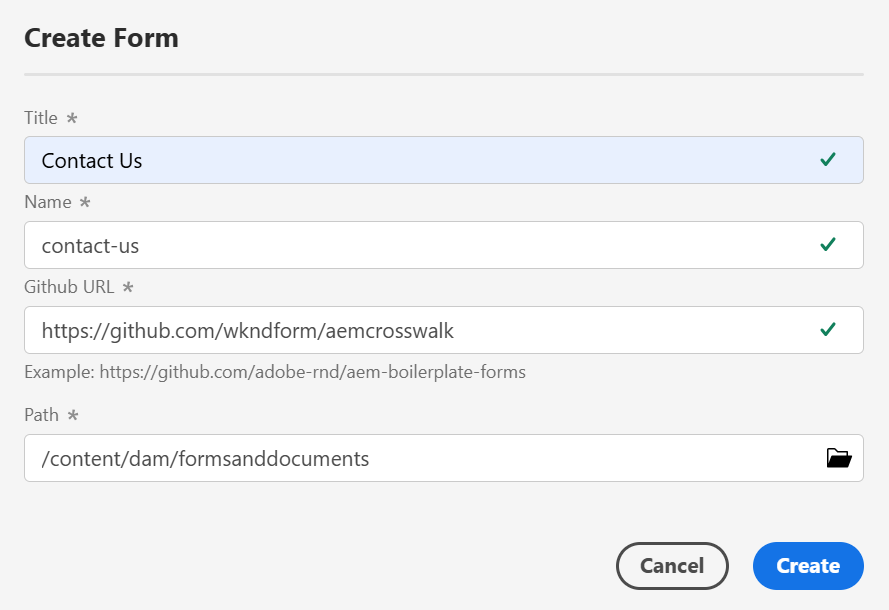 Create Form
Title *
Contact Us
Name *
contact-us
Github URL *
https://github.com/wkndform/aemcrosswalk
Example: https://github.com/adobe-rnd/aem-boilerplate-forms
Path *
/content/dam/formsanddocuments
Cancel
Create